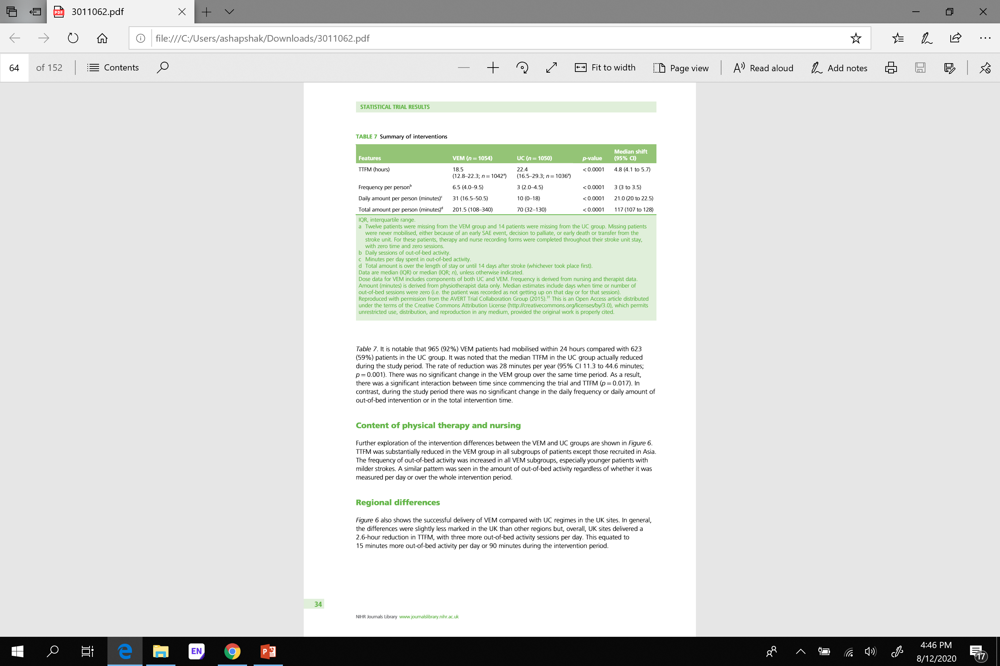 3011062.pdf
file:///C:/Users/ashapshak/Downloads/3011062.pdf
64 of 152 Contents Fit to width Page view Read aloud Add notes
STATISTICAL TRIAL RESULTS
TABLE 7 Summary of interventions
Features VEM (n = 1054) UC (n = 1050) p-value Median shift (95% CI)
TTFM (hours) 18.5 22.4 <0.0001 4.8 (4.1 to 5.7)
(12.8–22.3; n = 1042ᵃ) (16.5–29.3; n = 1036ᵃ)
Frequency per personᵇ 6.5 (4.0–9.5) 3 (2.0–4.5) <0.0001 3 (3 to 3.5)
Daily amount per person (minutes)ᶜ 31 (16.5–50.5) 10 (0–18) <0.0001 21.0 (20 to 22.5)
Total amount per person (minutes)ᵈ 201.5 (108–340) 70 (32–130) <0.0001 117 (107 to 128)
IQR, interquartile range.
a Twelve patients were missing from the VEM group and 14 patients were missing from the UC group. Missing patients
were never mobilised, either because of an early SAE event, decision to palliate, or early death or transfer from the
stroke unit. For these patients, therapy and nurse recording forms were completed throughout their stroke unit stay,
with zero time and zero sessions.
b Daily sessions of out-of-bed activity.
c Minutes per day spent in out-of-bed activity.
d Total amount is over the length of stay or until 14 days after stroke (whichever took place first).
Data are median (IQR) or median (IQR; n), unless otherwise indicated.
Dose data for VEM includes components of both UC and VEM. Frequency is derived from nursing and therapist data.
Amount (minutes) is derived from physiotherapist data only. Median estimates include days when time or number of
out-of-bed sessions were zero (i.e. the patient was recorded as not getting up on that day or for that session).
Reproduced with permission from the AVERT Trial Collaboration Group (2015).³¹ This is an Open Access article distributed
under the terms of the Creative Commons Attribution License (http://creativecommons.org/licenses/by/3.0), which permits
unrestricted use, distribution, and reproduction in any medium, provided the original work is properly cited.
Table 7. It is notable that 965 (92%) VEM patients had mobilised within 24 hours compared with 623
(59%) patients in the UC group. It was noted that the median TTFM in the UC group actually reduced
during the study period. The rate of reduction was 28 minutes per year (95% CI 11.3 to 44.6 minutes;
p = 0.001). There was no significant change in the VEM group over the same time period. As a result,
there was a significant interaction between time since commencing the trial and TTFM (p = 0.017). In
contrast, during the study period there was no significant change in the daily frequency or daily amount of
out-of-bed intervention or in the total intervention time.
Content of physical therapy and nursing
Further exploration of the intervention differences between the VEM and UC groups are shown in Figure 6.
TTFM was substantially reduced in the VEM group in all subgroups of patients except those recruited in Asia.
The frequency of out-of-bed activity was increased in all VEM subgroups, especially younger patients with
milder strokes. A similar pattern was seen in the amount of out-of-bed activity regardless of whether it was
measured per day or over the whole intervention period.
Regional differences
Figure 6 also shows the successful delivery of VEM compared with UC regimes in the UK sites. In general,
the differences were slightly less marked in the UK than other regions but, overall, UK sites delivered a
2.6-hour reduction in TTFM, with three more out-of-bed activity sessions per day. This equated to
15 minutes more out-of-bed activity per day or 90 minutes during the intervention period.
34
NIHR Journals Library www.journalslibrary.nihr.ac.uk
EN
4:46 PM
8/12/2020
17